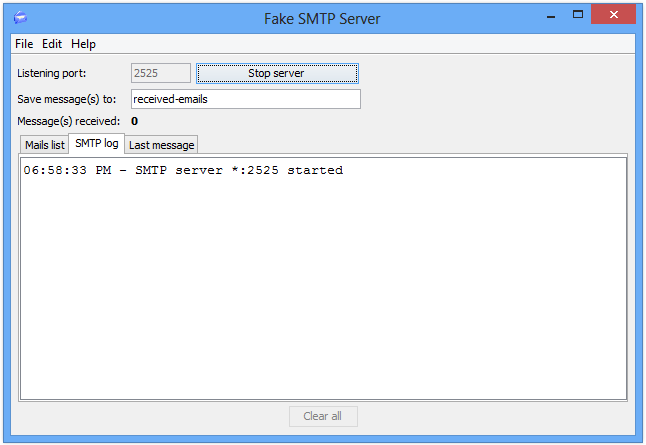 Fake SMTP Server
File Edit Help
Listening port: 2525 Stop server
Save message(s) to: received-emails
Message(s) received: 0
Mails list SMTP log Last message
06:58:33 PM - SMTP server *:2525 started
Clear all